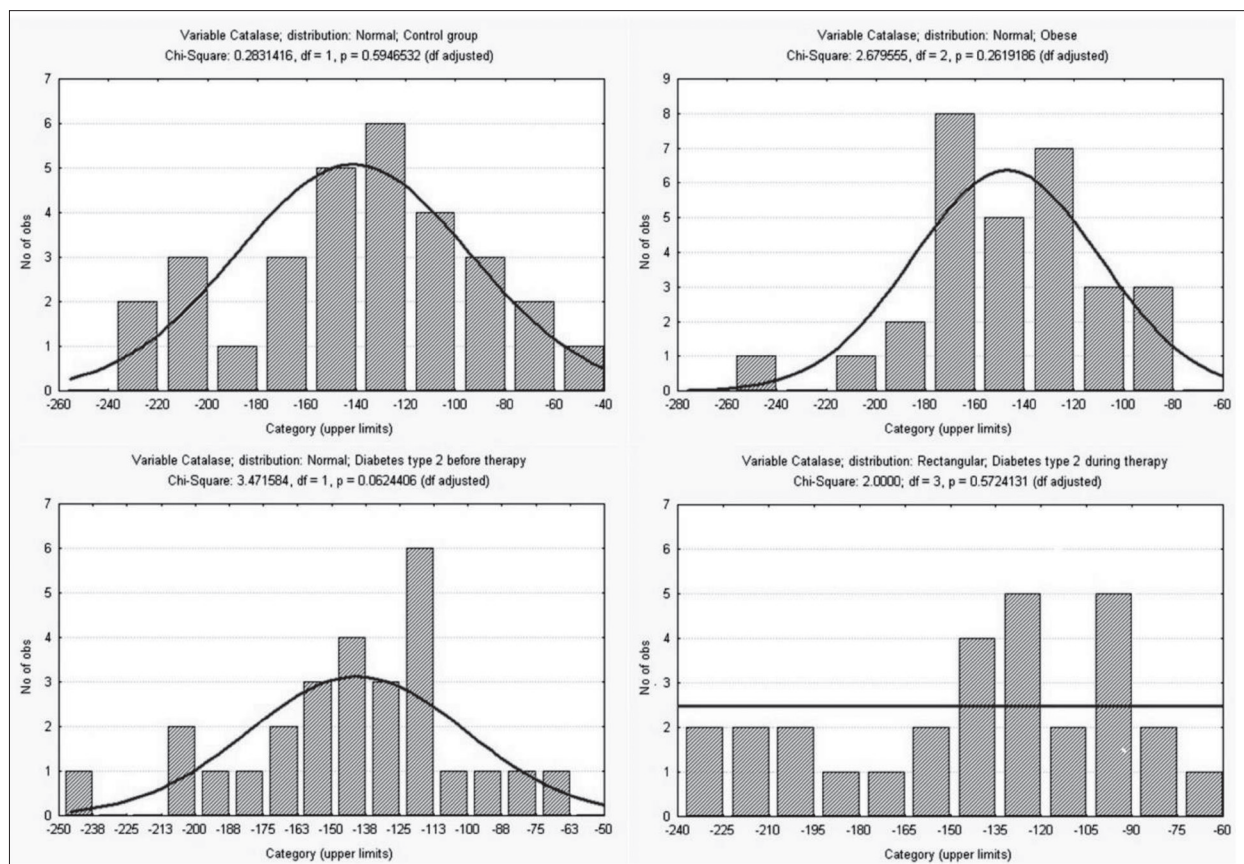 Variable Catalase; distribution: Normal; Control group
Chi-Square: 0.2831416, df = 1, p = 0.5946532 (df adjusted)
7
6
5
4
3
2
1
0
No of obs
-260 -240 -220 -200 -180 -160 -140 -120 -100 -80 -60 -40
Category (upper limits)
Variable Catalase; distribution: Normal; Obese
Chi-Square: 2.679555, df = 2, p = 0.2619186 (df adjusted)
9
8
7
6
5
4
3
2
1
0
No of obs
-280 -260 -240 -220 -200 -180 -160 -140 -120 -100 -80 -60
Category (upper limits)
Variable Catalase; distribution: Normal; Diabetes type 2 before therapy
Chi-Square: 3.471584, df = 1, p = 0.0624406 (df adjusted)
7
6
5
4
3
2
1
0
No of obs
-250 -238 -225 -213 -200 -188 -175 -163 -150 -138 -125 -113 -100 -88 -75 -63 -50
Category (upper limits)
Variable Catalase; distribution: Rectangular; Diabetes type 2 during therapy
Chi-Square: 2.0000; df = 3, p = 0.5724131 (df adjusted)
7
6
5
4
3
2
1
0
No of obs
-240 -225 -210 -195 -180 -165 -150 -135 -120 -105 -90 -75 -60
Category (upper limits)